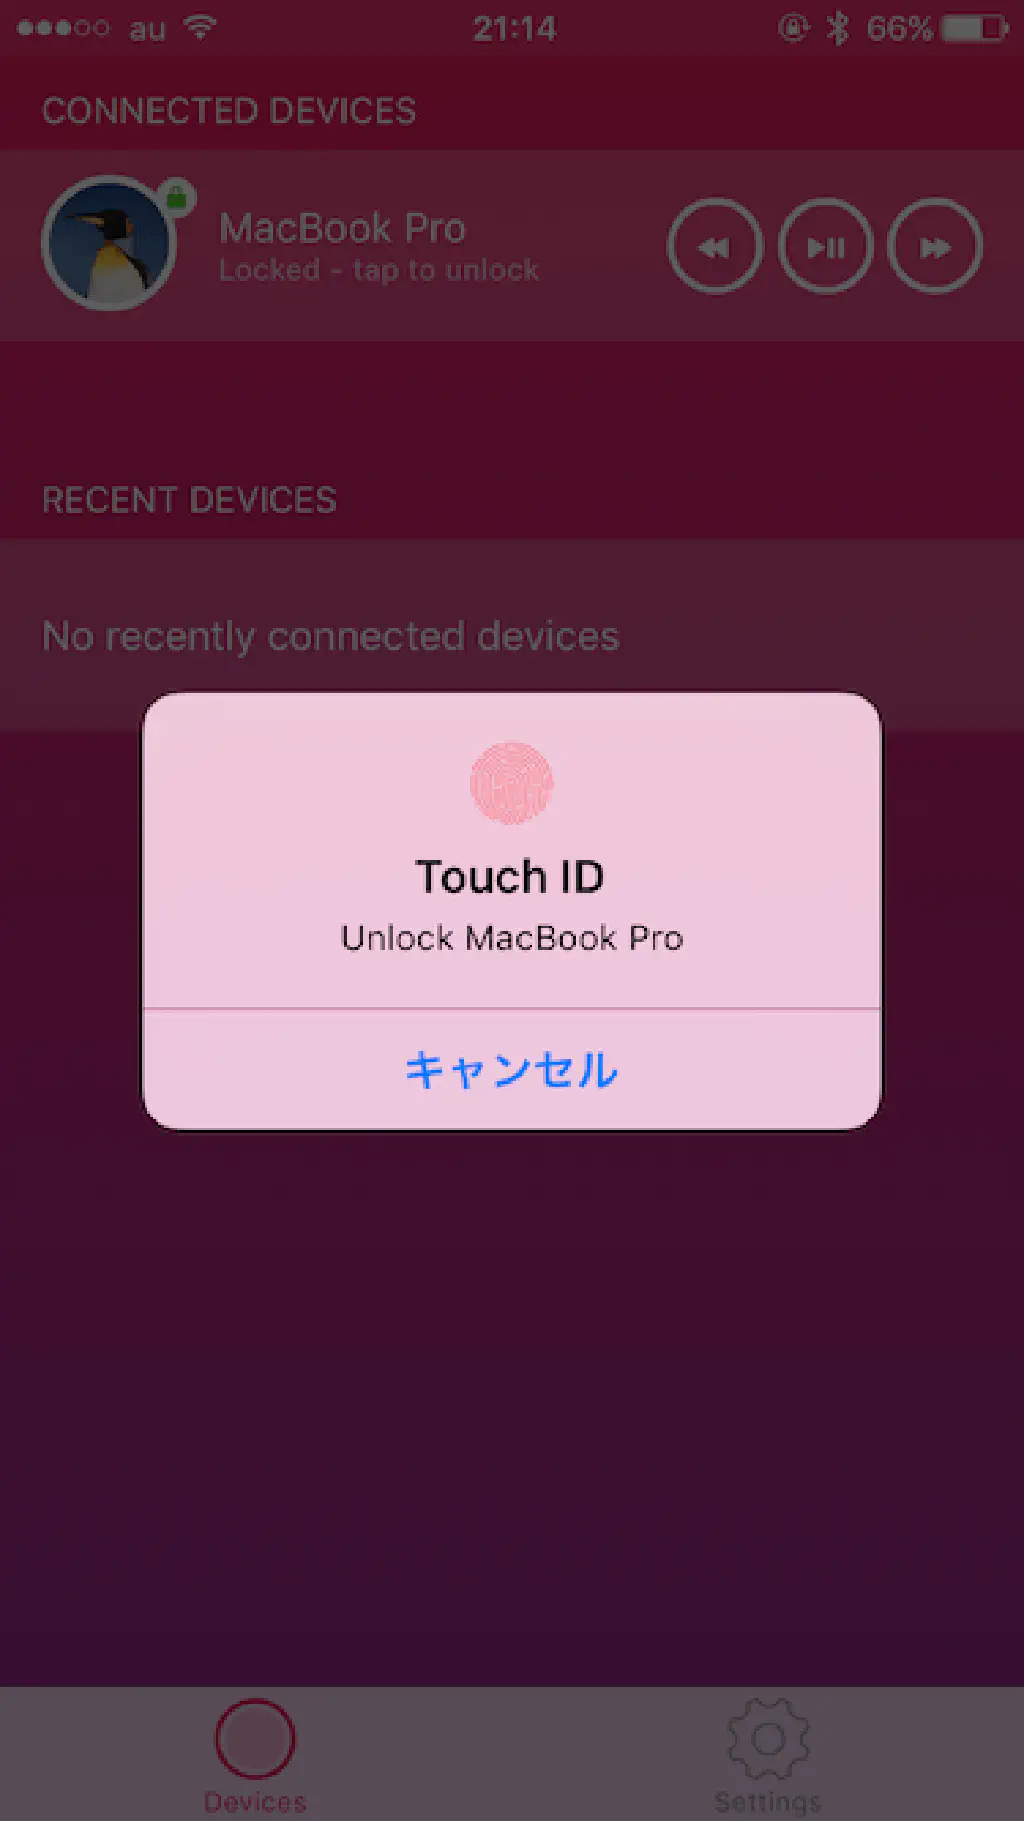 au 21:14 66%
CONNECTED DEVICES
MacBook Pro
Locked - tap to unlock
RECENT DEVICES
No recently connected devices
Touch ID
Unlock MacBook Pro
キャンセル
Devices Settings